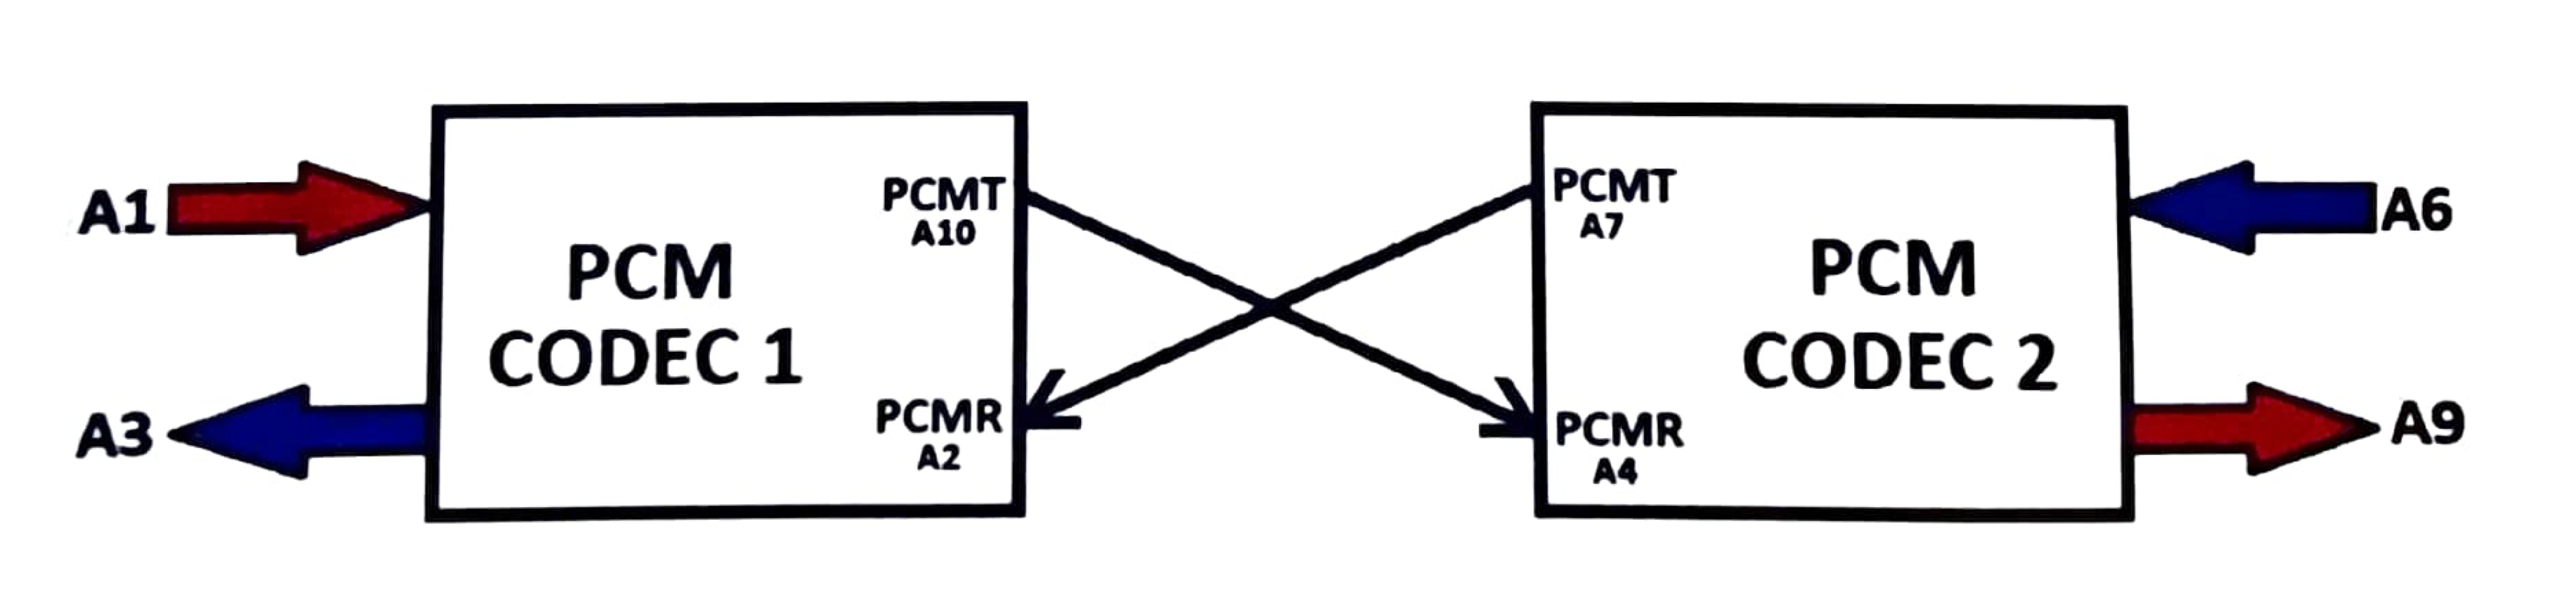 A1
A3
PCM
CODEC 1
PCMT
A10
PCMR
A2
PCMT
A7
PCMR
A4
PCM
CODEC 2
A6
A9